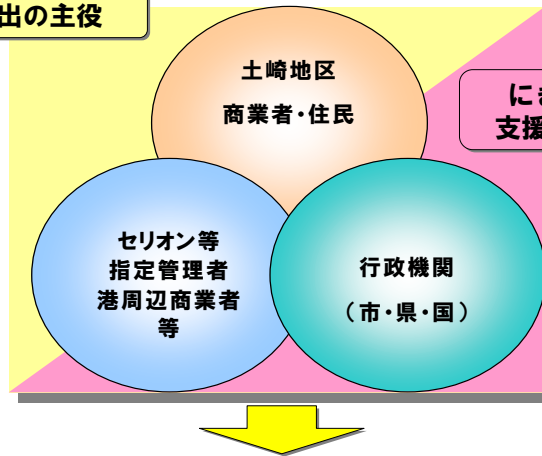 出の主役
土崎地区
商業者・住民
に
支援
セリオン等
指定管理者
港周辺商業者
等
行政機関
（市・県・国）